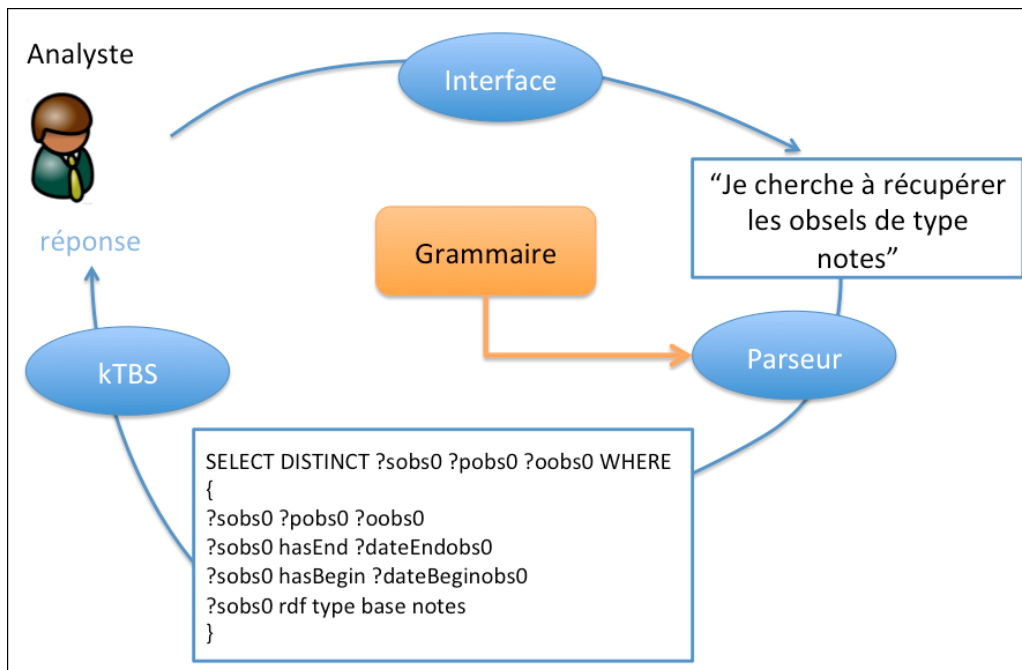 Analyste
Interface
“Je cherche à récupérer
les obsels de type
notes”
réponse
Grammaire
Parseur
kTBS
SELECT DISTINCT ?sobs0 ?pobs0 ?oobs0 WHERE
{
?sobs0 ?pobs0 ?oobs0
?sobs0 hasEnd ?dateEndobs0
?sobs0 hasBegin ?dateBeginobs0
?sobs0 rdf type base notes
}